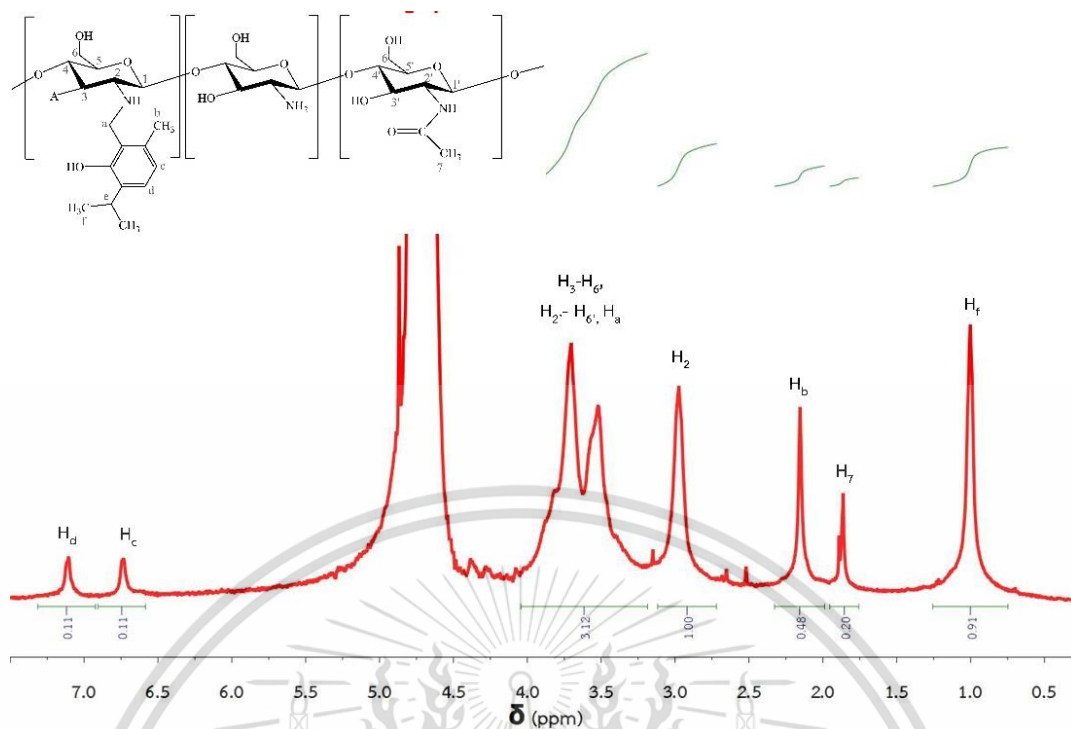 OH
6
5
4
O
O
2
1
A
3
NH
a
b
CH₃
HO
c
d
e
H₃C
f
CH₃
OH
O
O
HO
NH₂
OH
6'
5'
O
4'
O
2'
1'
O
HO
3'
NH
O
C
CH₃
7
H₃-H₆,
H₂'- H₆', Hₐ
H_f
H₂
H_b
H₇
H_d
H_c
0.11
0.11
3.12
1.00
0.48
0.20
0.91
7.0 6.5 6.0 5.5 5.0 4.5 4.0 3.5 3.0 2.5 2.0 1.5 1.0 0.5
δ (ppm)